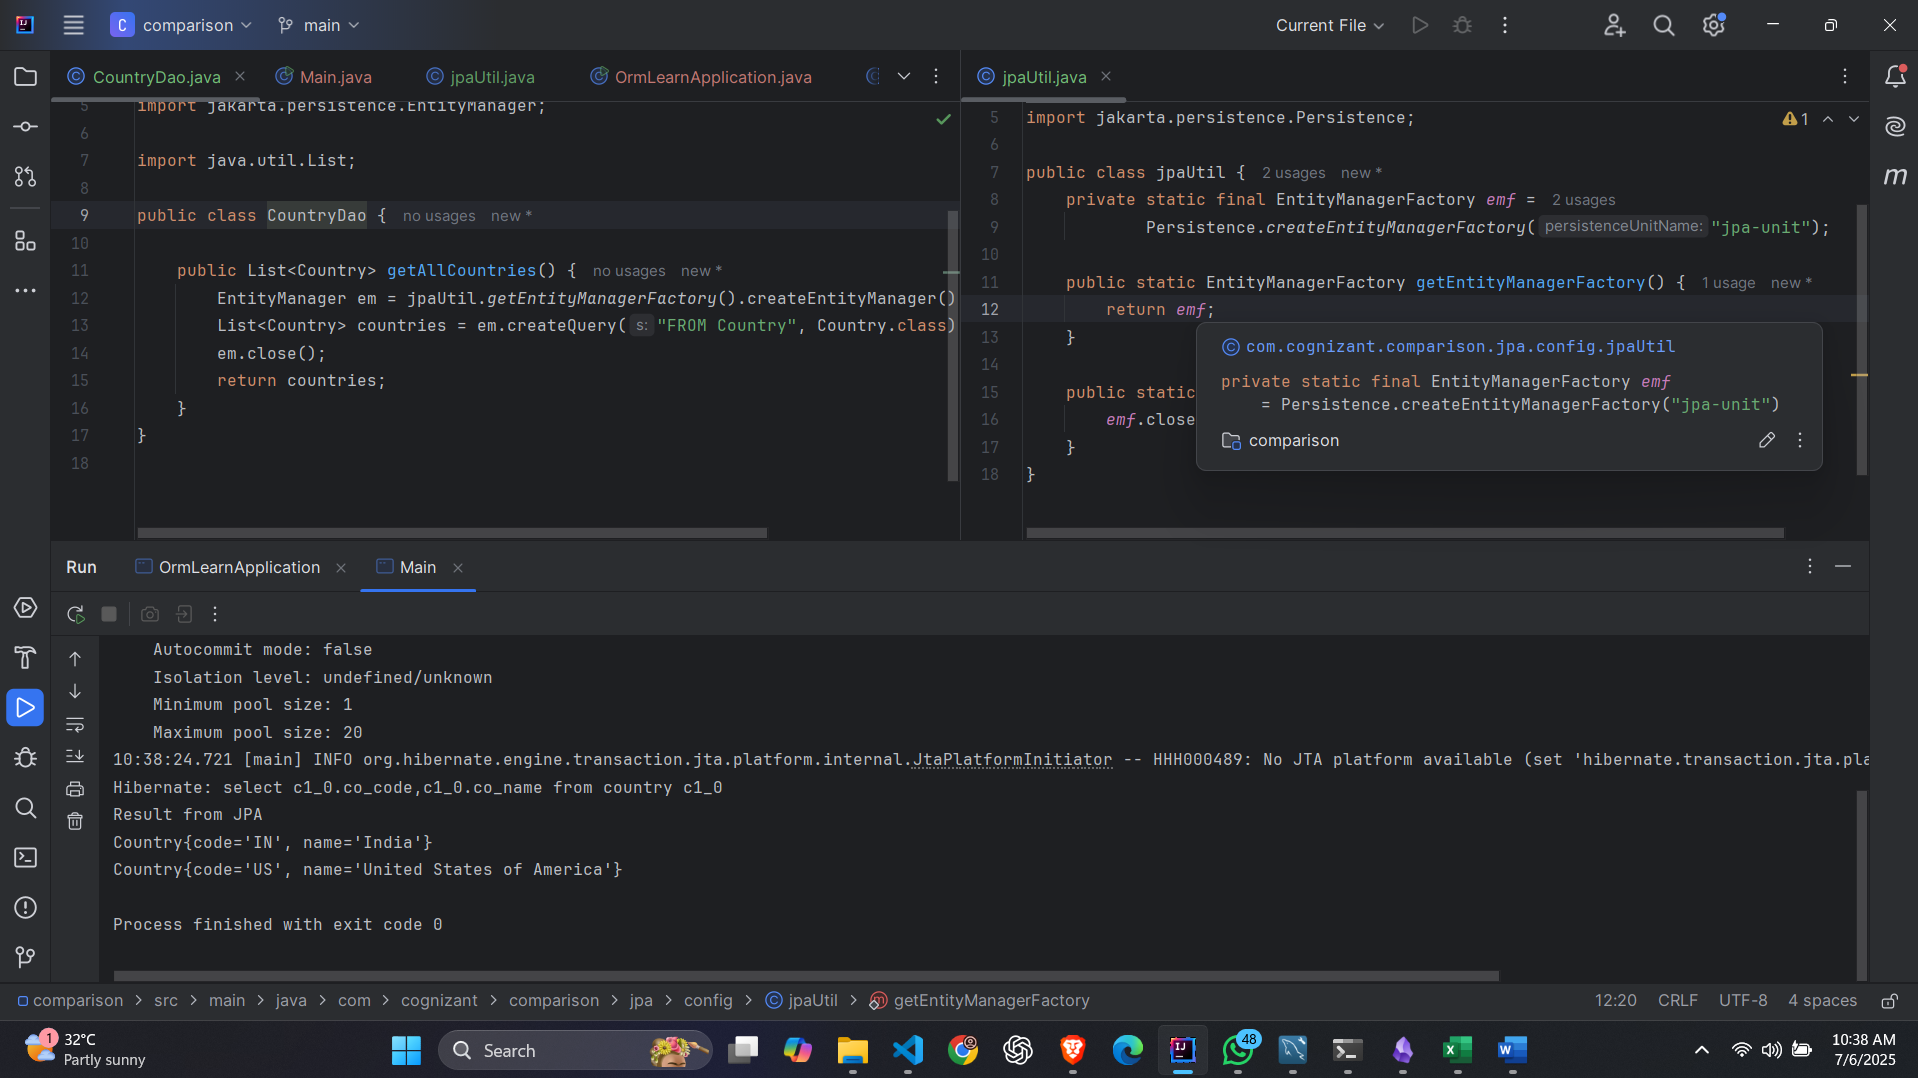 C comparison main Current File
CountryDao.java Main.java jpaUtil.java OrmLearnApplication.java
jpaUtil.java
5 import jakarta.persistence.EntityManager;
6
7 import java.util.List;
8
9 public class CountryDao { no usages new *
10
11 public List<Country> getAllCountries() { no usages new *
12 EntityManager em = jpaUtil.getEntityManagerFactory().createEntityManager()
13 List<Country> countries = em.createQuery( s: "FROM Country", Country.class)
14 em.close();
15 return countries;
16 }
17 }
18
5 import jakarta.persistence.Persistence;
1
6
7 public class jpaUtil { 2 usages new *
8 private static final EntityManagerFactory emf = 2 usages
9 Persistence.createEntityManagerFactory( persistenceUnitName: "jpa-unit");
10
11 public static EntityManagerFactory getEntityManagerFactory() { 1 usage new *
12 return emf;
13 }
14
15 public static
16 emf.close
17 }
18 }
com.cognizant.comparison.jpa.config.jpaUtil
private static final EntityManagerFactory emf
= Persistence.createEntityManagerFactory("jpa-unit")
comparison
Run OrmLearnApplication Main
Autocommit mode: false
Isolation level: undefined/unknown
Minimum pool size: 1
Maximum pool size: 20
10:38:24.721 [main] INFO org.hibernate.engine.transaction.jta.platform.internal.JtaPlatformInitiator -- HHH000489: No JTA platform available (set 'hibernate.transaction.jta.pla
Hibernate: select c1_0.co_code,c1_0.co_name from country c1_0
Result from JPA
Country{code='IN', name='India'}
Country{code='US', name='United States of America'}
Process finished with exit code 0
comparison > src > main > java > com > cognizant > comparison > jpa > config > jpaUtil > getEntityManagerFactory 12:20 CRLF UTF-8 4 spaces
1 32°C
Partly sunny
Search
48
10:38 AM
7/6/2025